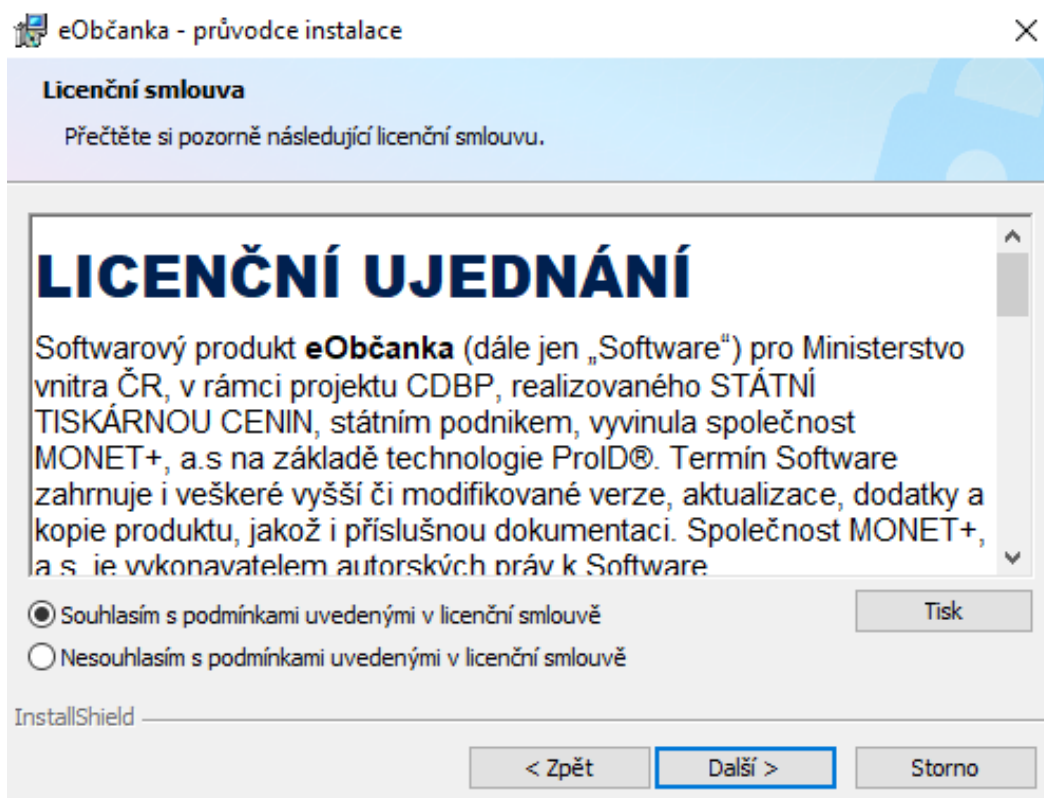 eObčanka - průvodce instalace
Licenční smlouva
Přečtěte si pozorně následující licenční smlouvu.
LICENČNÍ UJEDNÁNÍ
Softwarový produkt eObčanka (dále jen „Software“) pro Ministerstvo
vnitra ČR, v rámci projektu CDBP, realizovaného STÁTNÍ
TISKÁRNOU CENIN, státním podnikem, vyvinula společnost
MONET+, a.s na základě technologie ProID®. Termín Software
zahrnuje i veškeré vyšší či modifikované verze, aktualizace, dodatky a
kopie produktu, jakož i příslušnou dokumentaci. Společnost MONET+,
a.s. je vykonavatelem autorských práv k Software
Souhlasím s podmínkami uvedenými v licenční smlouvě
Tisk
Nesouhlasím s podmínkami uvedenými v licenční smlouvě
InstallShield
< Zpět
Další >
Storno